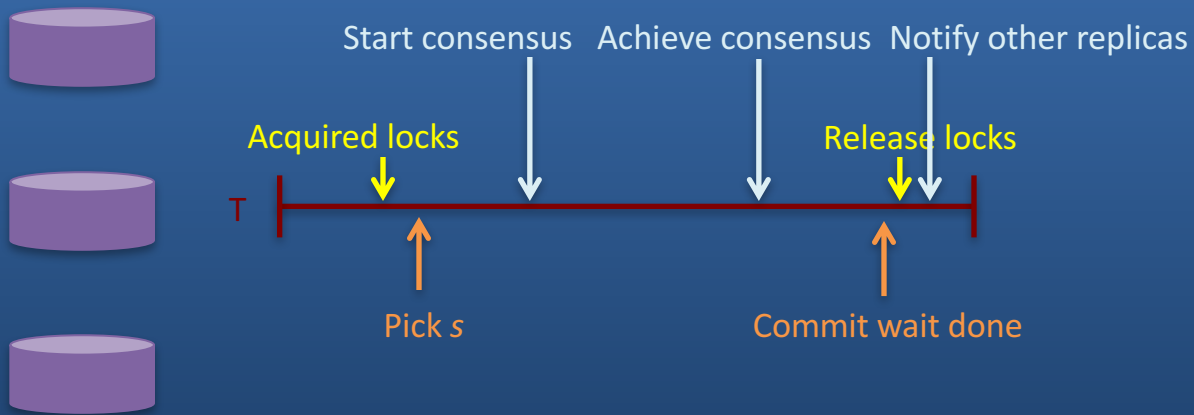 Start consensus Achieve consensus Notify other replicas
Acquired locks Release locks
T
Pick s Commit wait done